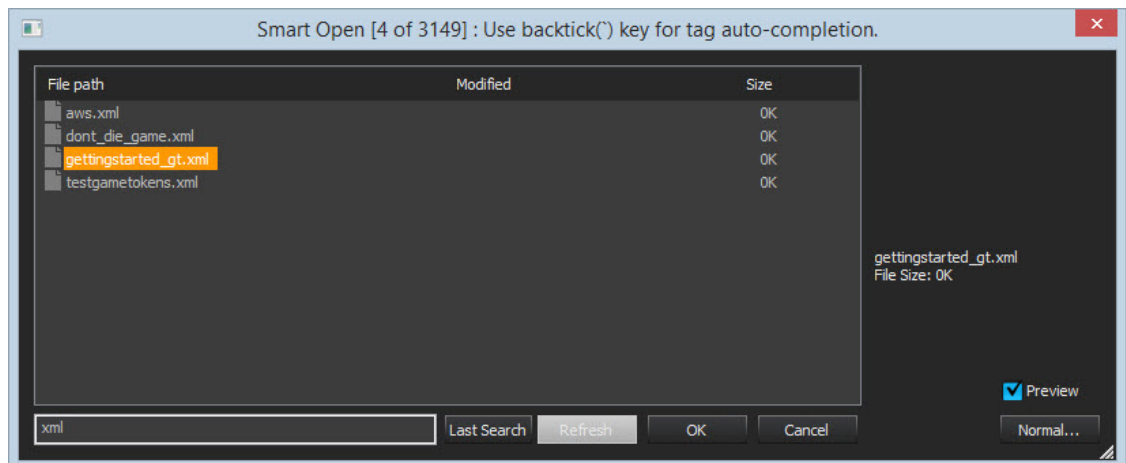 Smart Open [4 of 3149] : Use backtick(`) key for tag auto-completion.
File path Modified Size
aws.xml 0K
dont_die_game.xml 0K
gettingstarted_gt.xml 0K
testgametokens.xml 0K
gettingstarted_gt.xml
File Size: 0K
Preview
xml Last Search Refresh OK Cancel Normal...